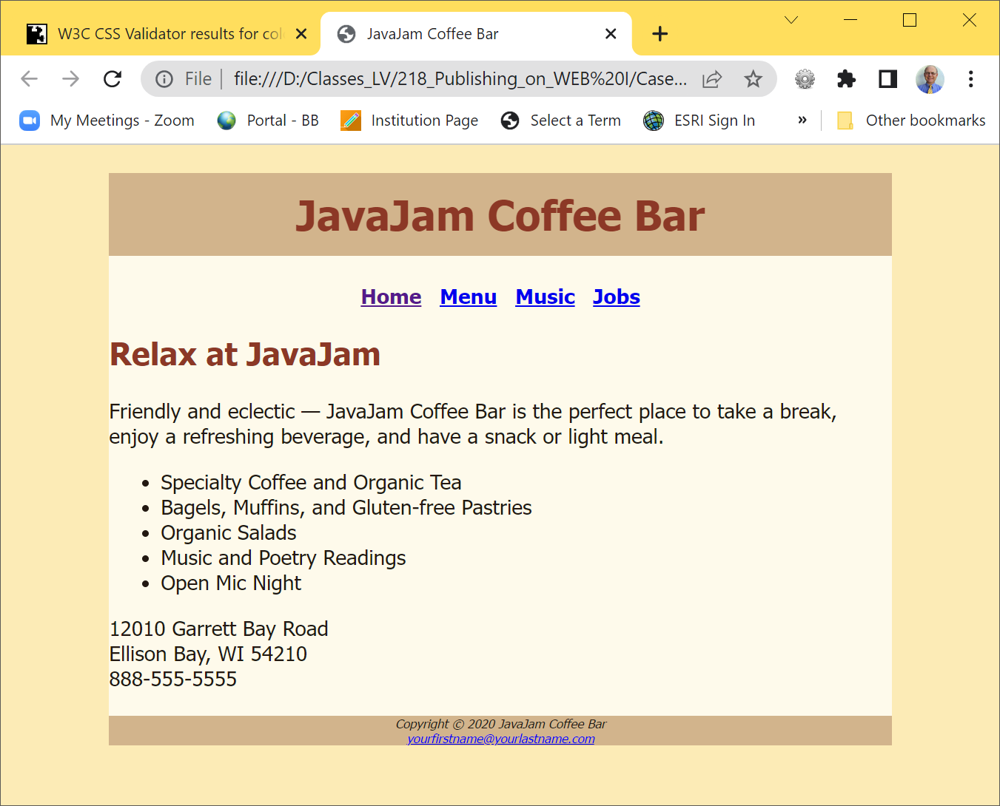 W3C CSS Validator results for col
JavaJam Coffee Bar
File
file:///D:/Classes_LV/218_Publishing_on_WEB%20I/Case...
My Meetings - Zoom
Portal - BB
Institution Page
Select a Term
ESRI Sign In
»
Other bookmarks
JavaJam Coffee Bar
Home Menu Music Jobs
Relax at JavaJam
Friendly and eclectic — JavaJam Coffee Bar is the perfect place to take a break,
enjoy a refreshing beverage, and have a snack or light meal.
• Specialty Coffee and Organic Tea
• Bagels, Muffins, and Gluten-free Pastries
• Organic Salads
• Music and Poetry Readings
• Open Mic Night
12010 Garrett Bay Road
Ellison Bay, WI 54210
888-555-5555
Copyright © 2020 JavaJam Coffee Bar
yourfirstname@yourlastname.com